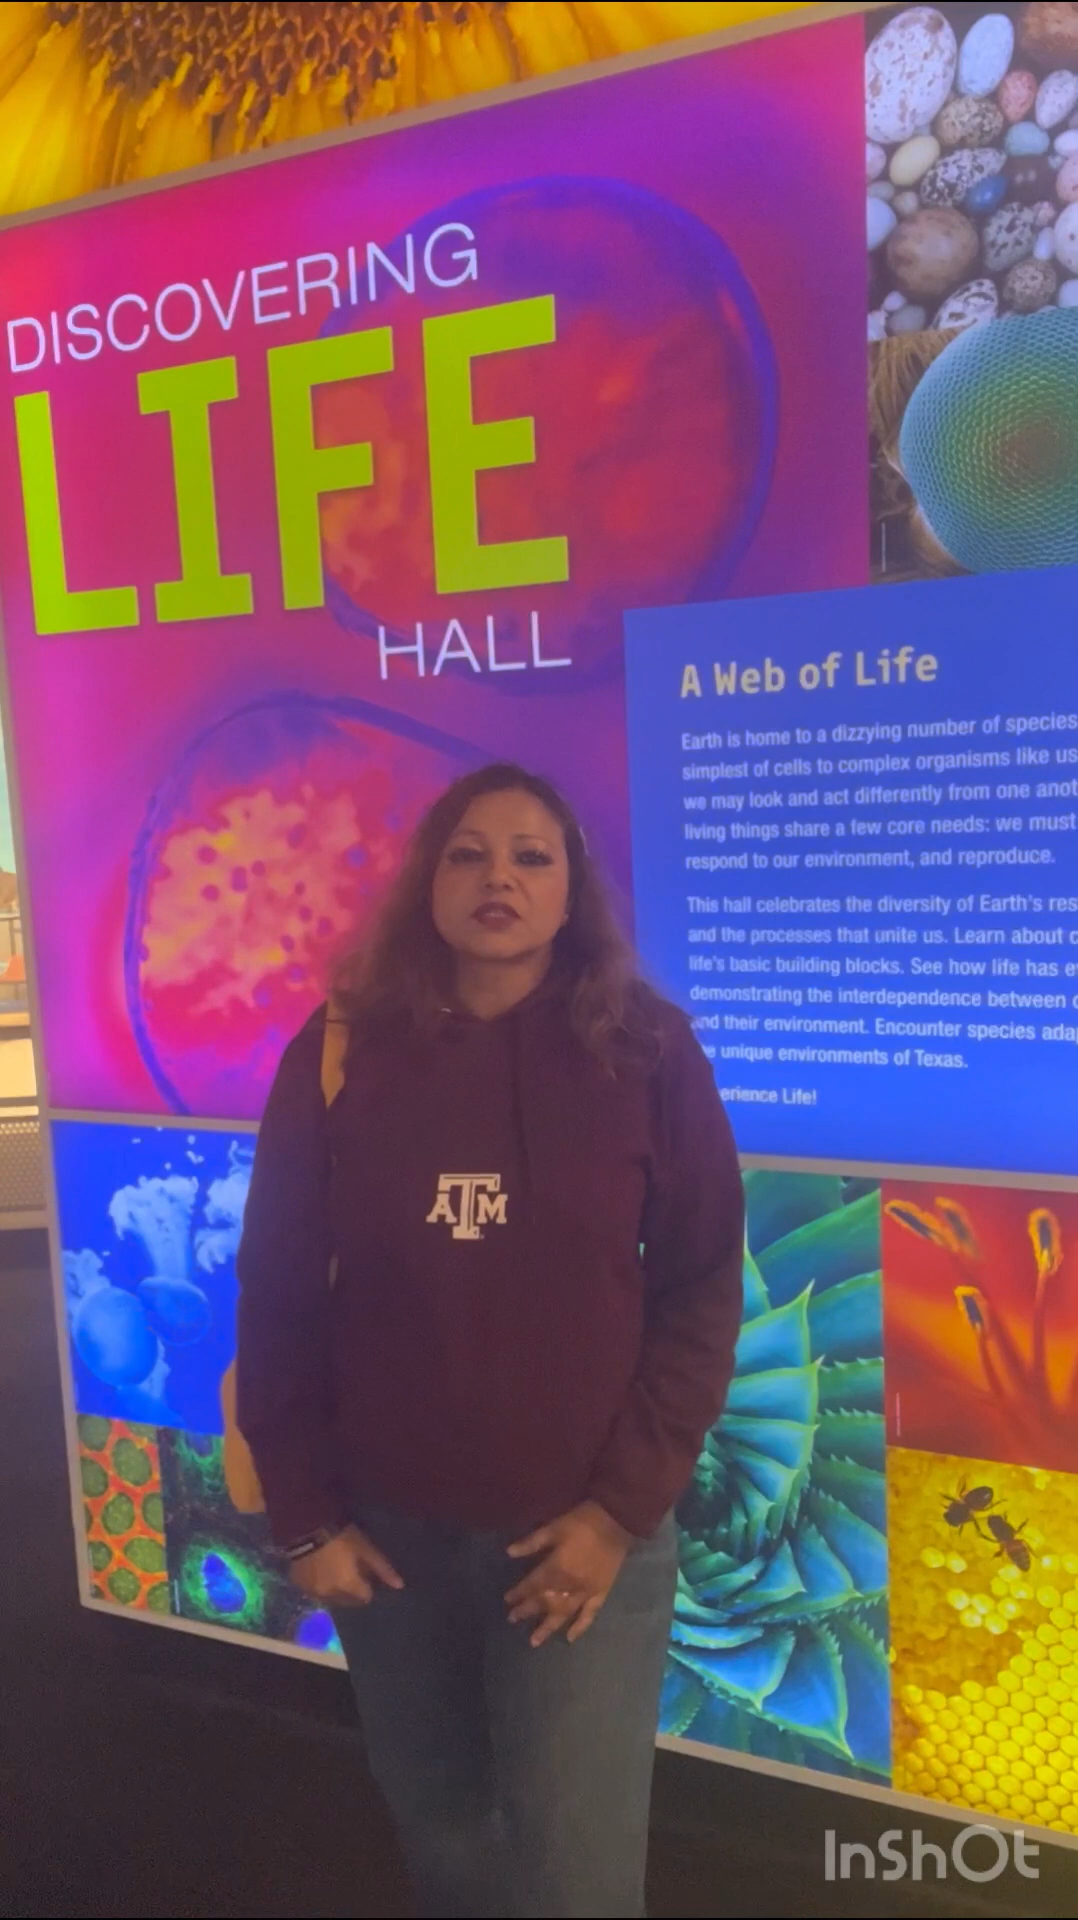 DISCOVERING
LIFE
HALL
A Web of Life
Earth is home to a dizzying number of species
simplest of cells to complex organisms like us
we may look and act differently from one
living things share a few core needs: we must
respond to our environment, and reproduce.
This hall celebrates the diversity of Earth's
and the processes that unite us. Learn about
life's basic building blocks. See how life has
demonstrating the interdependence between
and their environment. Encounter species
unique environments of Texas.
Life!
ATM
InShOt